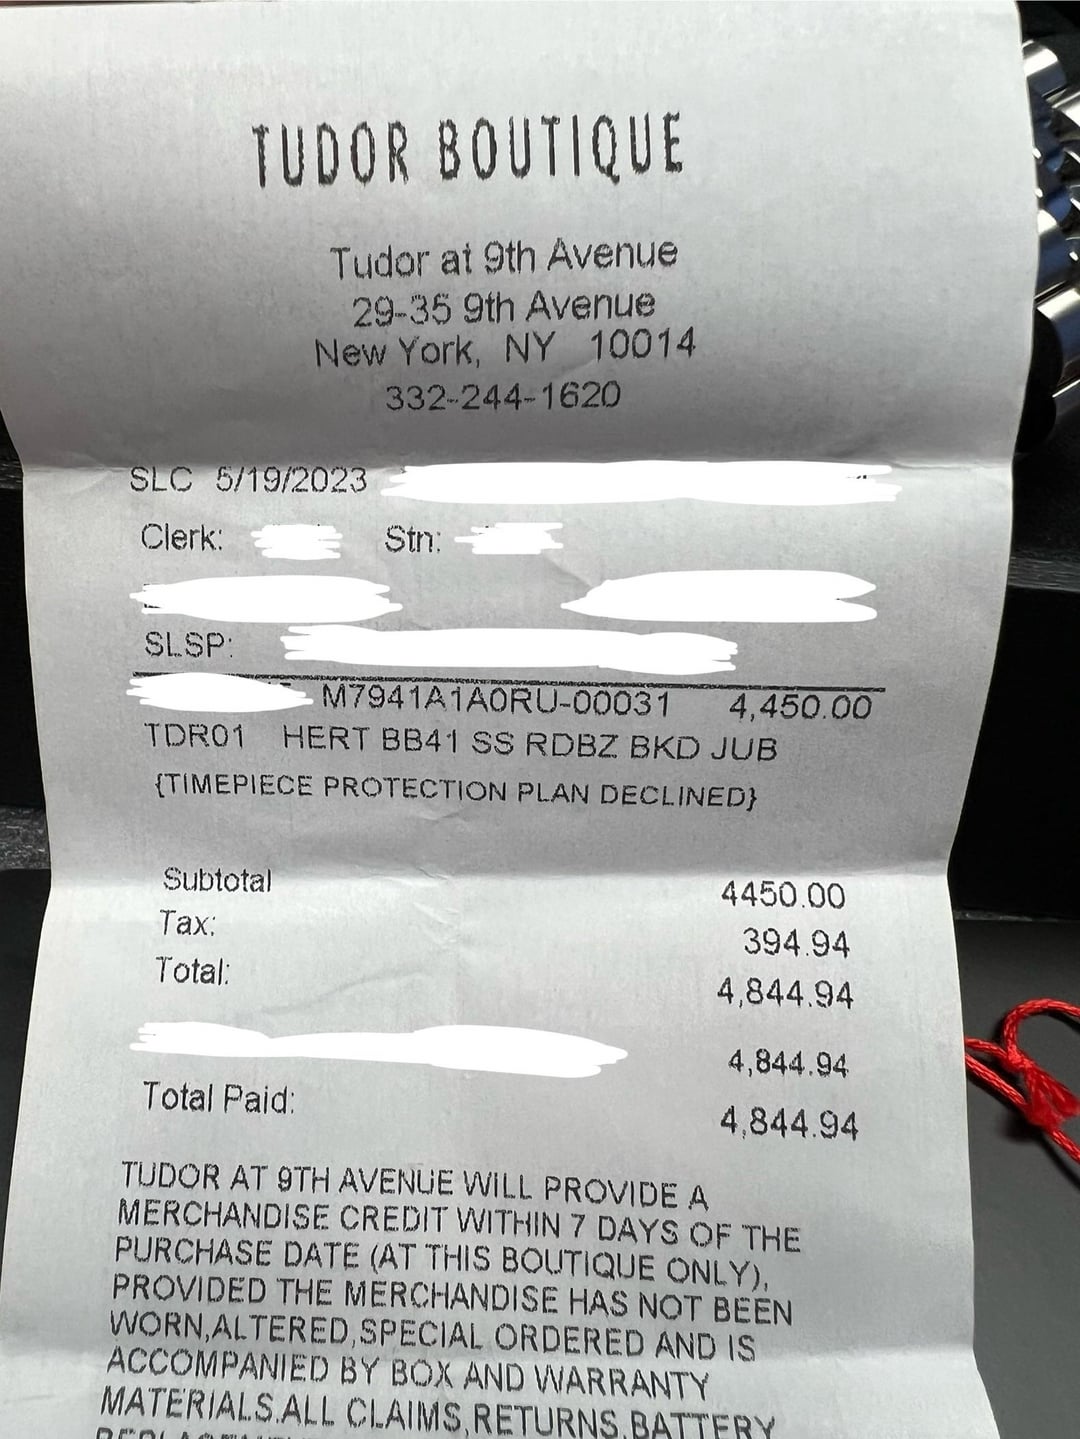 TUDOR BOUTIQUE
Tudor at 9th Avenue
29-35 9th Avenue
New York, NY 10014
332-244-1620
SLC 5/19/2023
Clerk: Stn:
SLSP:
M7941A1A0RU-00031 4,450.00
TDR01 HERT BB41 SS RDBZ BKD JUB
{TIMEPIECE PROTECTION PLAN DECLINED}
Subtotal 4450.00
Tax: 394.94
Total: 4,844.94
4,844.94
Total Paid: 4,844.94
TUDOR AT 9TH AVENUE WILL PROVIDE A
MERCHANDISE CREDIT WITHIN 7 DAYS OF THE
PURCHASE DATE (AT THIS BOUTIQUE ONLY),
PROVIDED THE MERCHANDISE HAS NOT BEEN
WORN,ALTERED,SPECIAL ORDERED AND IS
ACCOMPANIED BY BOX AND WARRANTY
MATERIALS.ALL CLAIMS,RETURNS,BATTERY